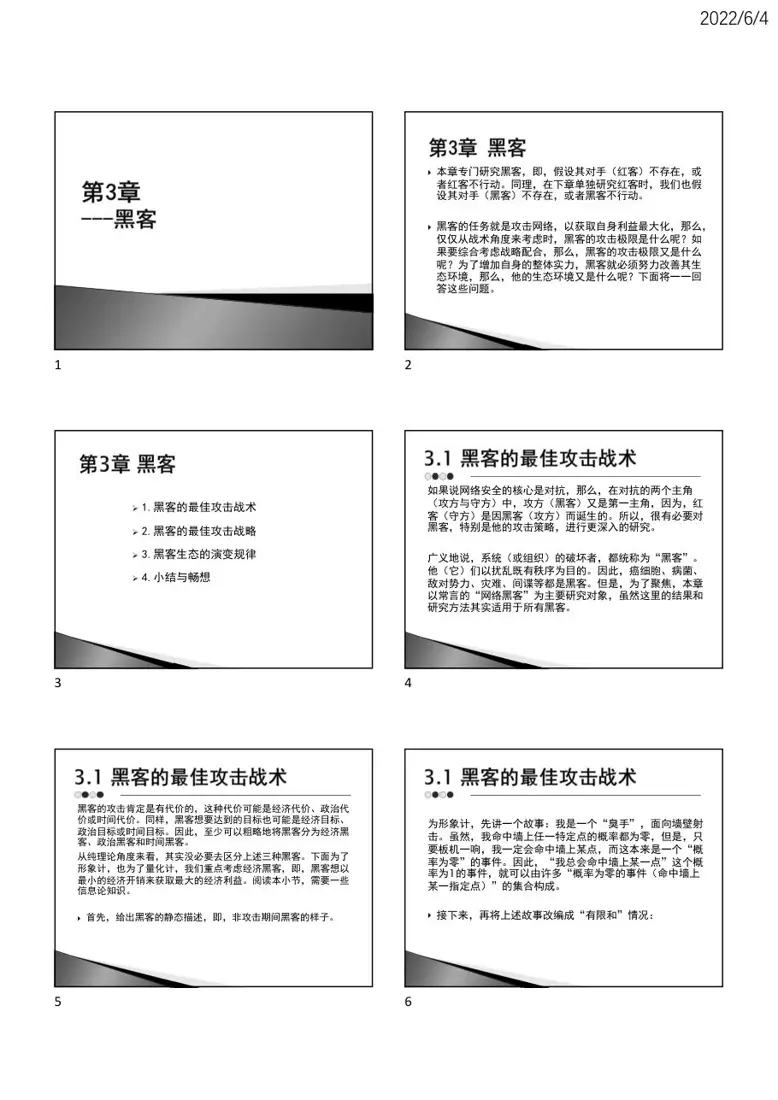 2022/6/4
第3章
---黑客
1
第3章 黑客
本章专门研究黑客，即，假设其对手（红客）不存在，或
者红客不行动。同理，在下章单独研究红客时，我们也假
设其对手（黑客）不存在，或者黑客不行动。
黑客的任务就是攻击网络，以获取自身利益最大化，那么，
仅仅从战术角度来考虑时，黑客的攻击极限是什么呢？如
果要综合考虑战略配合，那么，黑客的攻击极限又是什么
呢？为了增加自身的整体实力，黑客就必须努力改善其生
态环境，那么，他的生态环境又是什么呢？下面将一一回
答这些问题。
2
第3章 黑客
1. 黑客的最佳攻击战术
2. 黑客的最佳攻击战略
3. 黑客生态的演变规律
4. 小结与畅想
3
3.1 黑客的最佳攻击战术
如果说网络安全的核心是对抗，那么，在对抗的两个主角
（攻方与守方）中，攻方（黑客）又是第一主角，因为，红
客（守方）是因黑客（攻方）而诞生的。所以，很有必要对
黑客，特别是他的攻击策略，进行更深入的研究。
广义地说，系统（或组织）的破坏者，都统称为“黑客”。
他（它）们以扰乱既有秩序为目的。因此，癌细胞、病菌、
敌对势力、灾难、间谍等都是黑客。但是，为了聚焦，本章
以常言的“网络黑客”为主要研究对象，虽然这里的结果和
研究方法其实适用于所有黑客。
4
3.1 黑客的最佳攻击战术
黑客的攻击肯定是有代价的，这种代价可能是经济代价、政治代
价或时间代价。同样，黑客想要达到的目标也可能是经济目标、
政治目标或时间目标。因此，至少可以粗略地将黑客分为经济黑
客、政治黑客和时间黑客。
从纯理论角度来看，其实没必要去区分上述三种黑客。下面为了
形象计，也为了量化计，我们重点考虑经济黑客，即，黑客想以
最小的经济开销来获取最大的经济利益。阅读本小节，需要一些
信息论知识。
首先，给出黑客的静态描述，即，非攻击期间黑客的样子。
5
3.1 黑客的最佳攻击战术
为形象计，先讲一个故事：我是一个“臭手”，面向墙壁射
击。虽然，我命中墙上任一特定点的概率都为零，但是，只
要板机一响，我一定会命中墙上某点，而这本来是一个“概
率为零”的事件。因此，“我总会命中墙上某一点”这个概
率为1的事件，就可以由许多“概率为零的事件（命中墙上
某一指定点）”的集合构成。
接下来，再将上述故事改编成“有限和”情况：
6